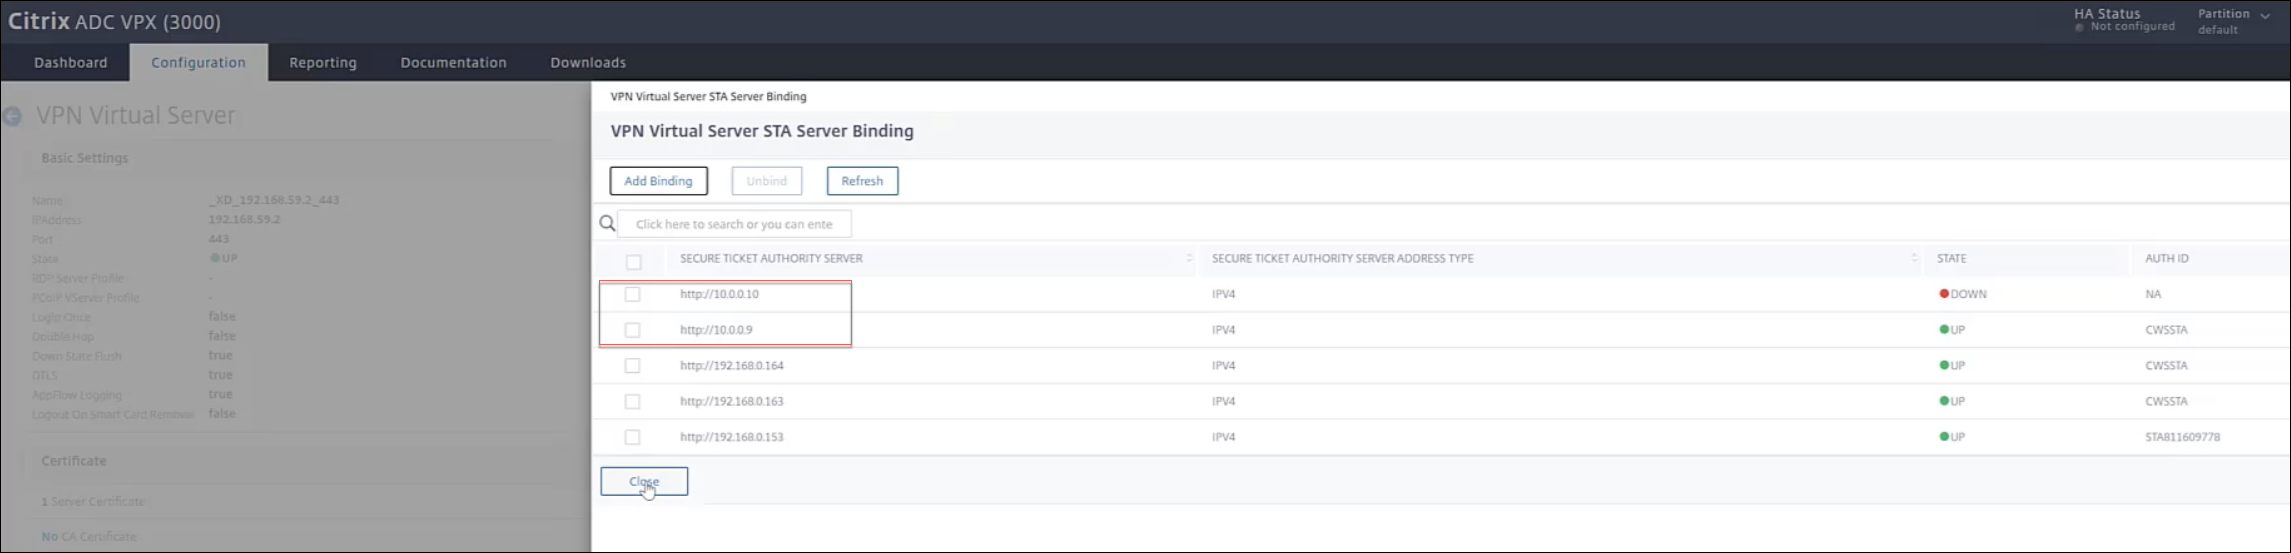 Citrix ADC VPX (3000)
HA Status
Not configured
Partition
default
Dashboard
Configuration
Reporting
Documentation
Downloads
VPN Virtual Server
Basic Settings
Name _XD_192.168.59.2_443
IPAddress 192.168.59.2
Port 443
State UP
RDP Server Profile -
PCoIP VServer Profile -
Login Once false
Double Hop false
Down State Flush true
DTLS true
AppFlow Logging true
Logout On Smart Card Removal false
Certificate
1 Server Certificate
No CA Certificate
VPN Virtual Server STA Server Binding
VPN Virtual Server STA Server Binding
Add Binding
Unbind
Refresh
Click here to search or you can ente
SECURE TICKET AUTHORITY SERVER SECURE TICKET AUTHORITY SERVER ADDRESS TYPE STATE AUTH ID
http://10.0.0.10 IPV4 DOWN NA
http://10.0.0.9 IPV4 UP CWSSTA
http://192.168.0.164 IPV4 UP CWSSTA
http://192.168.0.163 IPV4 UP CWSSTA
http://192.168.0.153 IPV4 UP STA811609778
Close